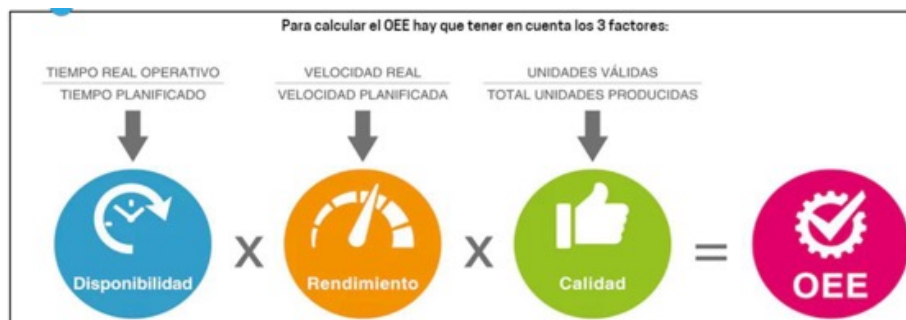 Para calcular el OEE hay que tener en cuenta los 3 factores:
TIEMPO REAL OPERATIVO
TIEMPO PLANIFICADO
VELOCIDAD REAL
VELOCIDAD PLANIFICADA
UNIDADES VÁLIDAS
TOTAL UNIDADES PRODUCIDAS
Disponibilidad
X
Rendimiento
X
Calidad
=
OEE